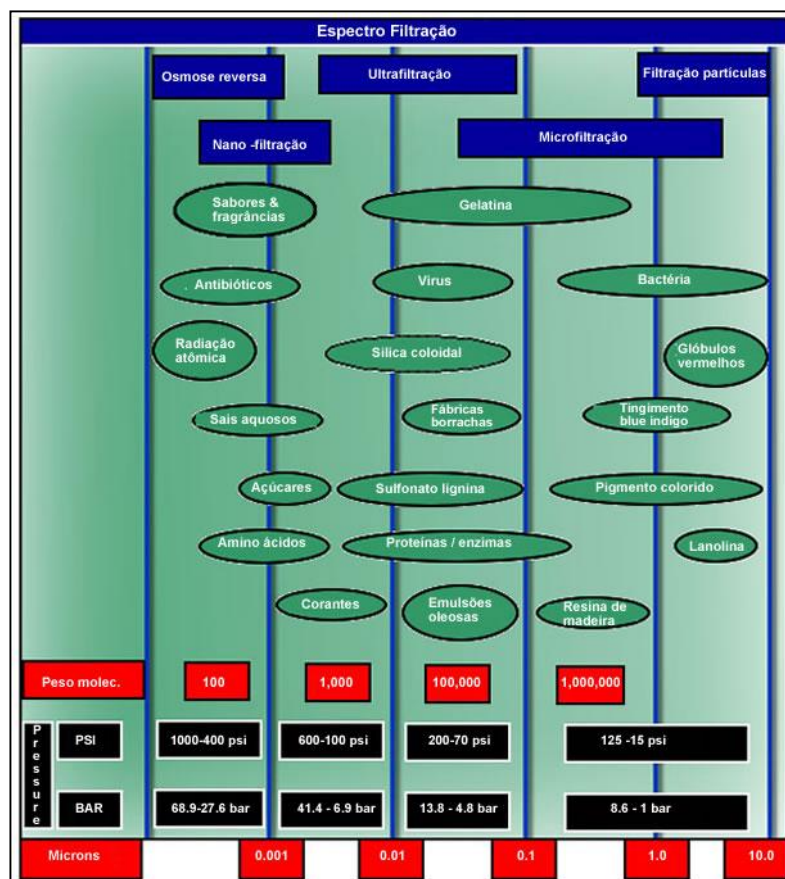 Espectro Filtração
Osmose reversa
Ultrafiltração
Filtração partículas
Nano -filtração
Microfiltração
Sabores &
fragrâncias
Gelatina
Antibióticos
Virus
Bactéria
Radiação
atômica
Silica coloidal
Glóbulos
vermelhos
Sais aquosos
Fábricas
borrachas
Tingimento
blue indigo
Açúcares
Sulfonato lignina
Pigmento colorido
Amino ácidos
Proteínas / enzimas
Lanolina
Corantes
Emulsões
oleosas
Resina de
madeira
Peso molec.
100
1,000
100,000
1,000,000
Pressure
PSI
1000-400 psi
600-100 psi
200-70 psi
125 -15 psi
BAR
68.9-27.6 bar
41.4 - 6.9 bar
13.8 - 4.8 bar
8.6 - 1 bar
Microns
0.001
0.01
0.1
1.0
10.0